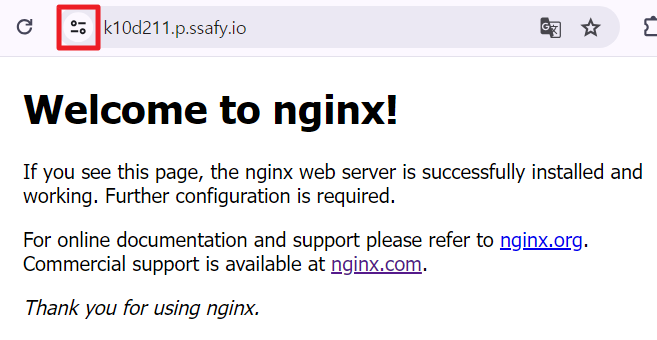 k10d211.p.ssafy.io
Welcome to nginx!
If you see this page, the nginx web server is successfully installed and
working. Further configuration is required.
For online documentation and support please refer to nginx.org.
Commercial support is available at nginx.com.
Thank you for using nginx.